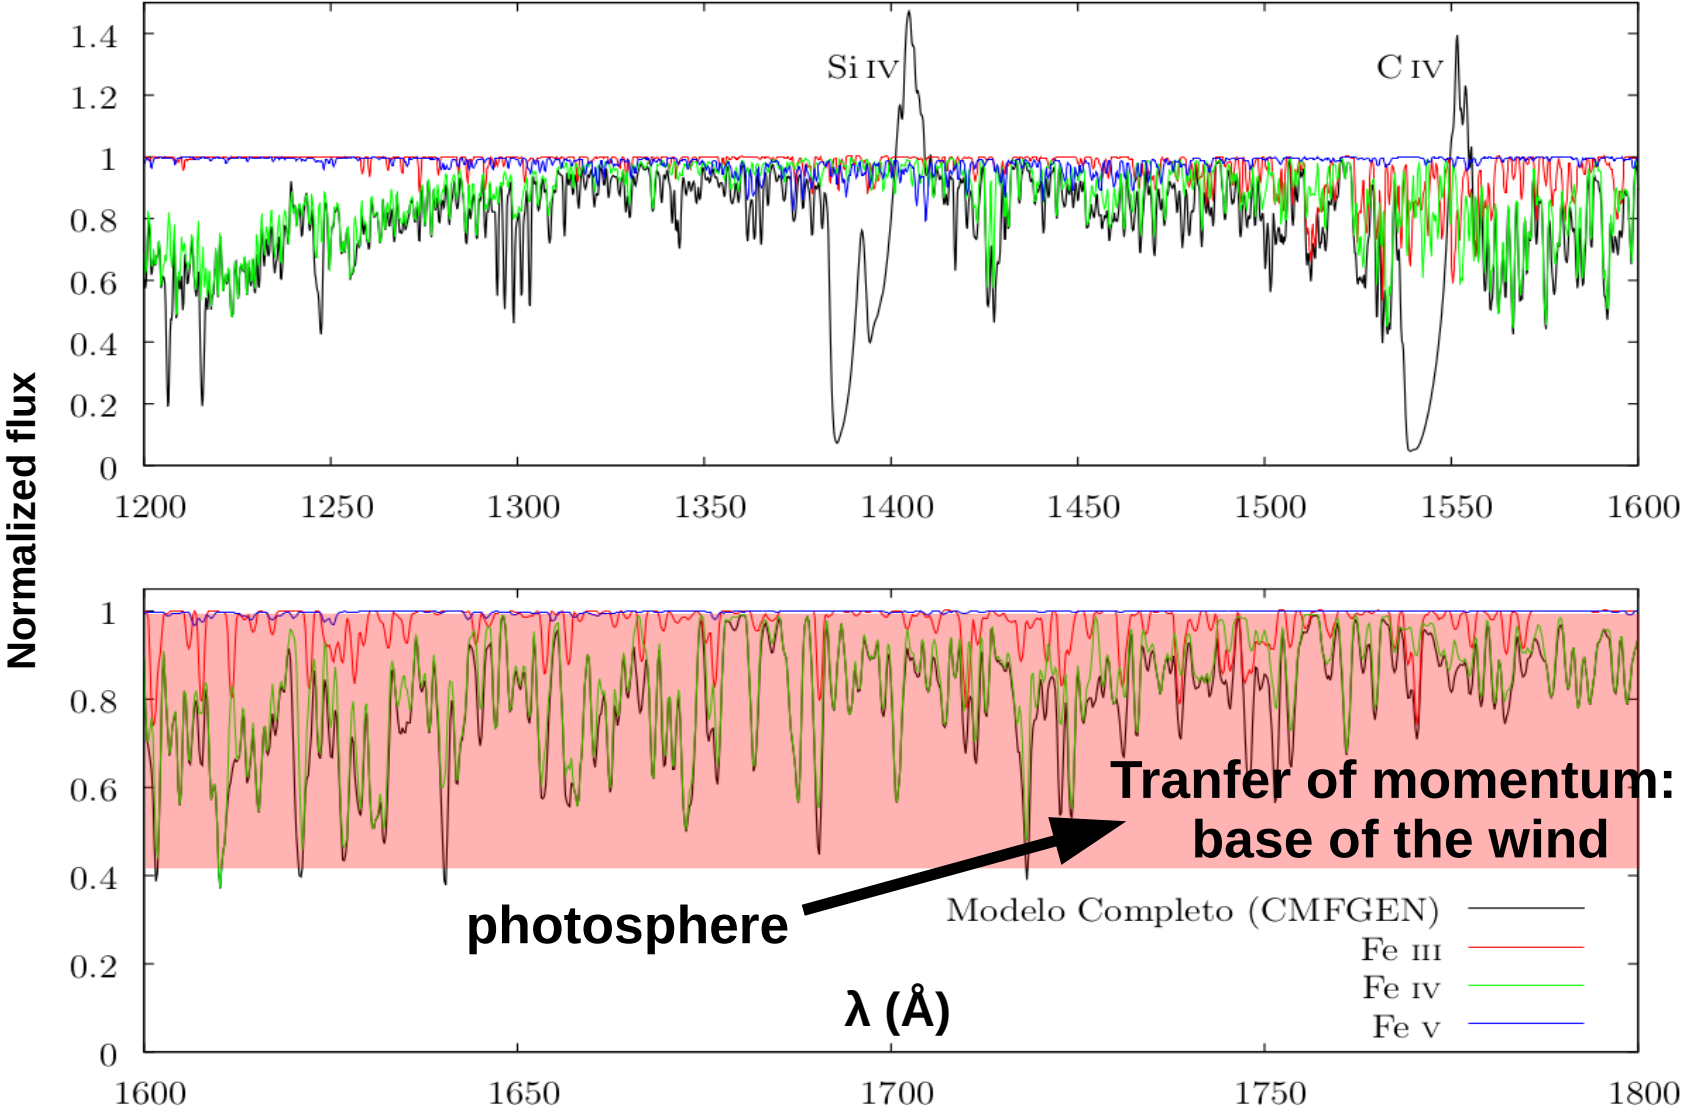 Normalized flux
1.4
1.2
1
0.8
0.6
0.4
0.2
0
Si IV
C IV
1200 1250 1300 1350 1400 1450 1500 1550 1600
1
0.8
0.6
0.4
0.2
0
Tranfer of momentum:
base of the wind
photosphere
Modelo Completo (CMFGEN)
Fe III
Fe IV
Fe V
λ (Å)
1600 1650 1700 1750 1800